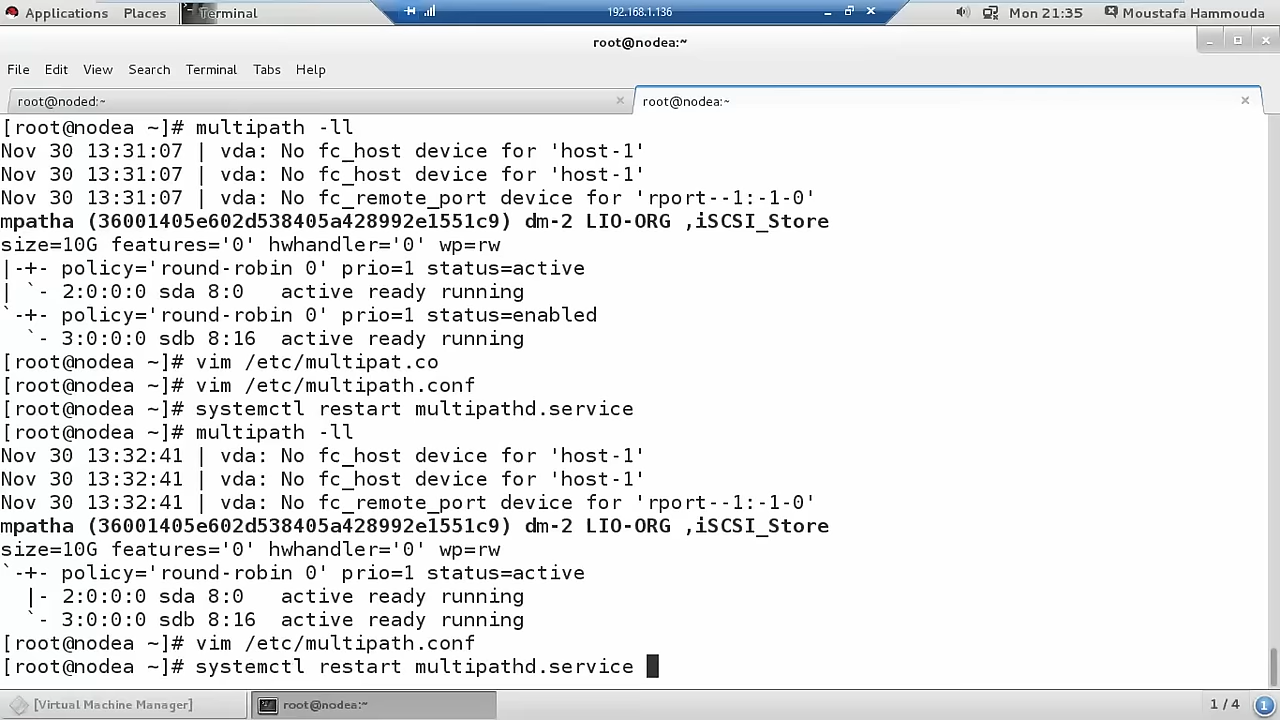 Applications Places Terminal 192.168.1.136 Mon 21:35 Moustafa Hammouda
root@nodea:~
File Edit View Search Terminal Tabs Help
root@noded:~ root@nodea:~
[root@nodea ~]# multipath -ll
Nov 30 13:31:07 | vda: No fc_host device for 'host-1'
Nov 30 13:31:07 | vda: No fc_host device for 'host-1'
Nov 30 13:31:07 | vda: No fc_remote_port device for 'rport--1:-1-0'
mpatha (36001405e602d538405a428992e1551c9) dm-2 LIO-ORG ,iSCSI_Store
size=10G features='0' hwhandler='0' wp=rw
|-+- policy='round-robin 0' prio=1 status=active
| `- 2:0:0:0 sda 8:0   active ready running
`-+- policy='round-robin 0' prio=1 status=enabled
  `- 3:0:0:0 sdb 8:16  active ready running
[root@nodea ~]# vim /etc/multipat.co
[root@nodea ~]# vim /etc/multipath.conf
[root@nodea ~]# systemctl restart multipathd.service
[root@nodea ~]# multipath -ll
Nov 30 13:32:41 | vda: No fc_host device for 'host-1'
Nov 30 13:32:41 | vda: No fc_host device for 'host-1'
Nov 30 13:32:41 | vda: No fc_remote_port device for 'rport--1:-1-0'
mpatha (36001405e602d538405a428992e1551c9) dm-2 LIO-ORG ,iSCSI_Store
size=10G features='0' hwhandler='0' wp=rw
`-+- policy='round-robin 0' prio=1 status=active
  |- 2:0:0:0 sda 8:0   active ready running
  `- 3:0:0:0 sdb 8:16  active ready running
[root@nodea ~]# vim /etc/multipath.conf
[root@nodea ~]# systemctl restart multipathd.service
[Virtual Machine Manager] root@nodea:~ 1 / 4 1